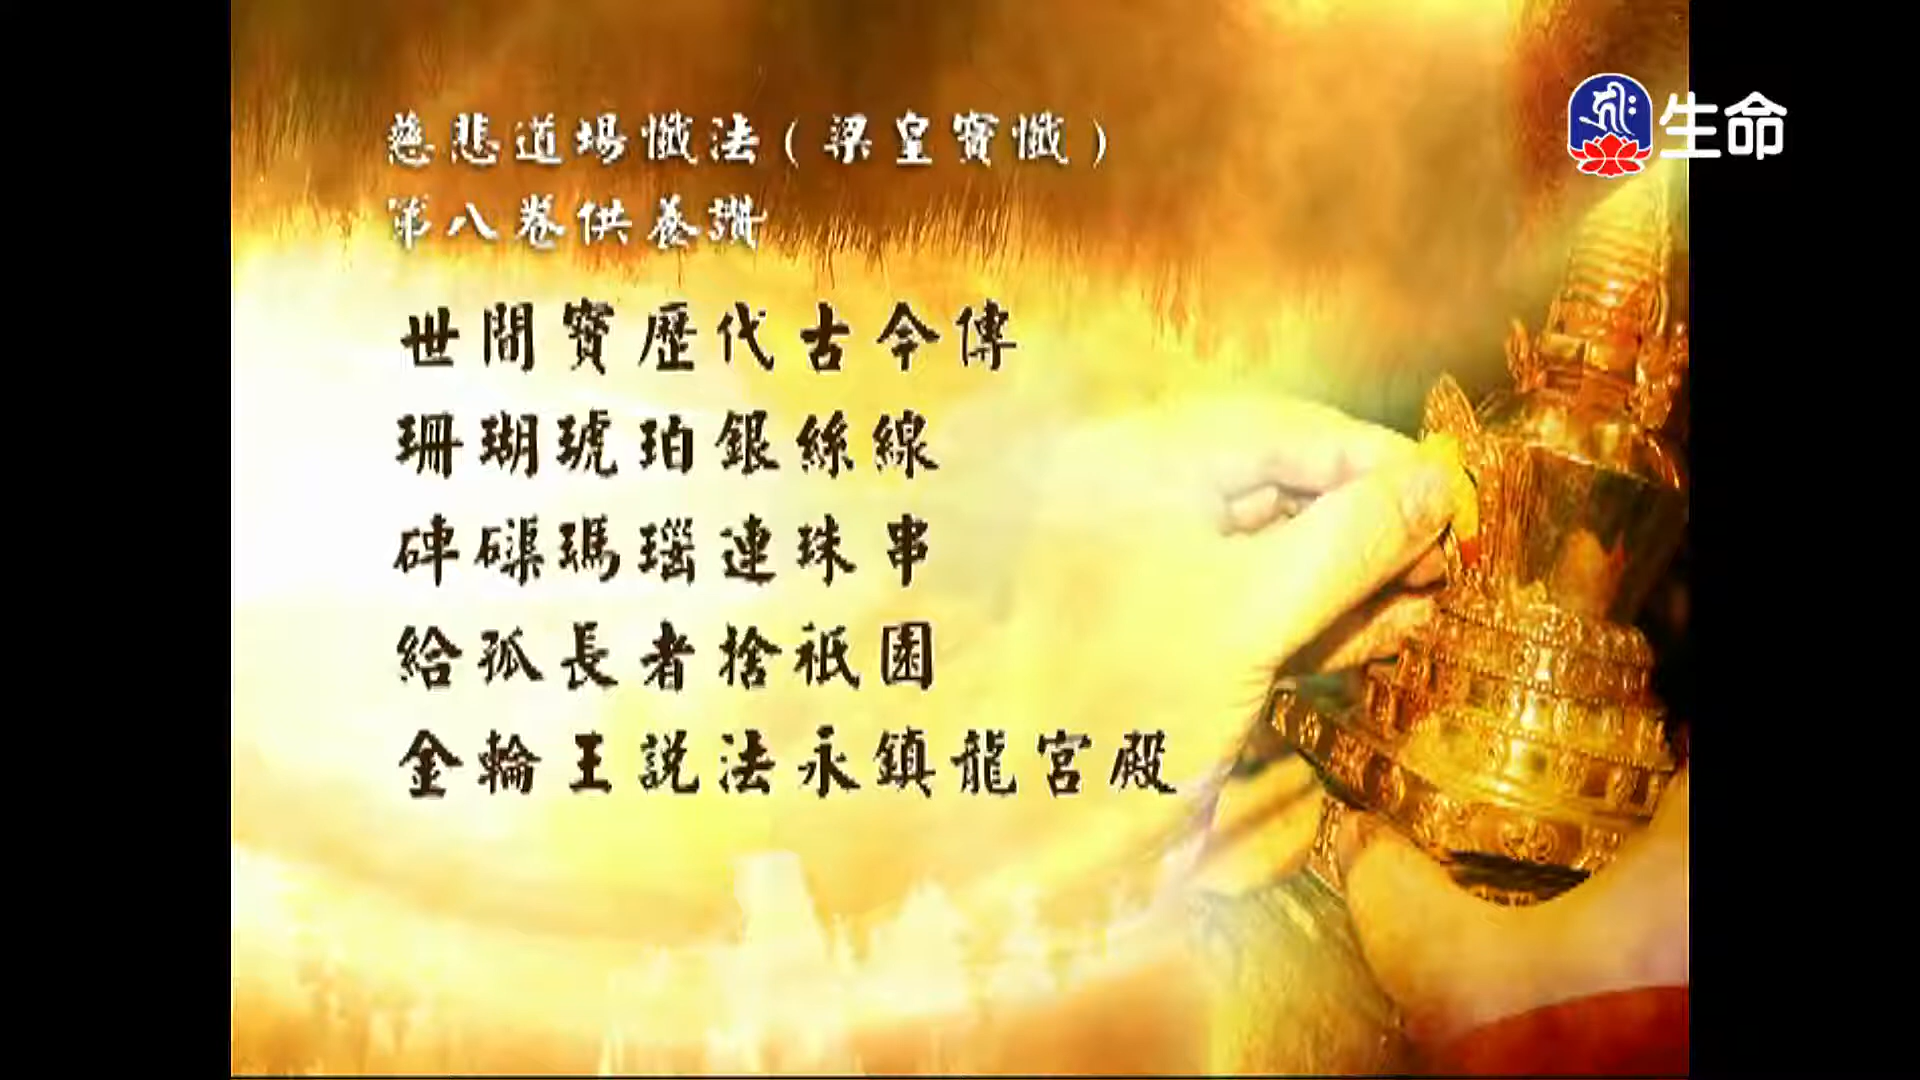 慈悲道場懺法(梁皇寶懺)
第八卷供養讚
世間寶歷代古今傳
珊瑚琥珀銀絲線
硨磲瑪瑙連珠串
給孤長者捨祇園
金輪王說法永鎮龍宮殿
生命